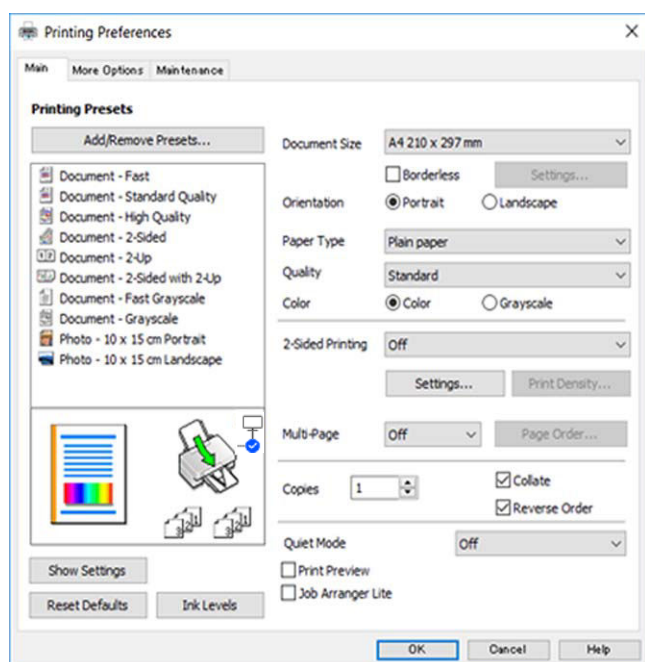 Printing Preferences
Main More Options Maintenance
Printing Presets
Add/Remove Presets...
Document - Fast
Document - Standard Quality
Document - High Quality
Document - 2-Sided
Document - 2-Up
Document - 2-Sided with 2-Up
Document - Fast Grayscale
Document - Grayscale
Photo - 10 x 15 cm Portrait
Photo - 10 x 15 cm Landscape
Show Settings
Reset Defaults Ink Levels
Document Size A4 210 x 297 mm
Borderless Settings...
Orientation Portrait Landscape
Paper Type Plain paper
Quality Standard
Color Color Grayscale
2-Sided Printing Off
Settings... Print Density...
Multi-Page Off Page Order...
Copies 1 Collate
Reverse Order
Quiet Mode Off
Print Preview
Job Arranger Lite
OK Cancel Help